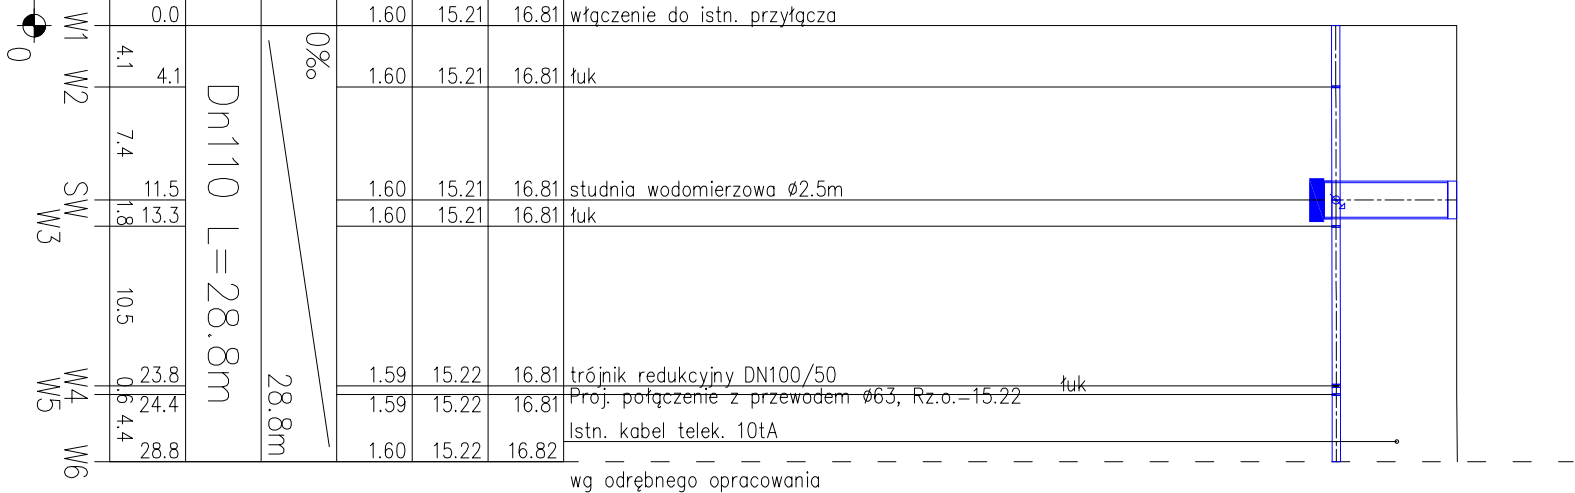 W1 0.0 1.60 15.21 16.81 włączenie do istn. przyłącza
0
4.1 0‰
W2 4.1 1.60 15.21 16.81 łuk
7.4
Dn110 L=28.8m
SW 11.5 1.60 15.21 16.81 studnia wodomierzowa Ø2.5m
1.8
W3 13.3 1.60 15.21 16.81 łuk
10.5
W4 23.8 1.59 15.22 16.81 trójnik redukcyjny DN100/50
łuk
0.6
W5 24.4 1.59 15.22 16.81 Proj. połączenie z przewodem Ø63, Rz.o.-15.22
28.8m
4.4
Istn. kabel telek. 10tA
W6 28.8 1.60 15.22 16.82
wg odrębnego opracowania